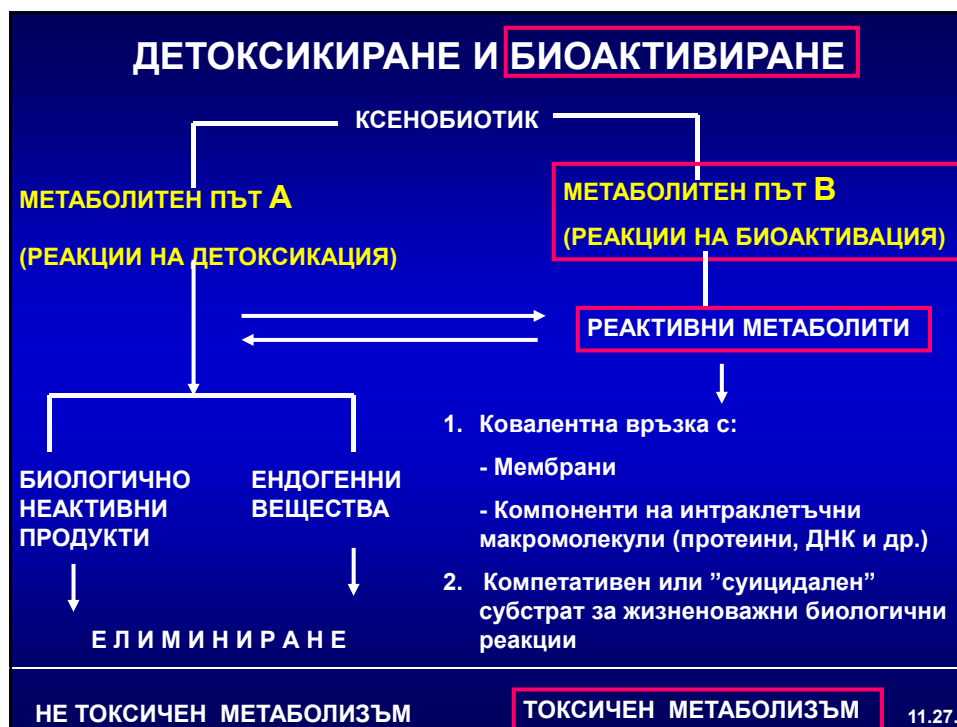 ДЕТОКСИКИРАНЕ И БИОАКТИВИРАНЕ
КСЕНОБИОТИК
МЕТАБОЛИТЕН ПЪТ А
(РЕАКЦИИ НА ДЕТОКСИКАЦИЯ)
МЕТАБОЛИТЕН ПЪТ В
(РЕАКЦИИ НА БИОАКТИВАЦИЯ)
РЕАКТИВНИ МЕТАБОЛИТИ
БИОЛОГИЧНО
НЕАКТИВНИ
ПРОДУКТИ
ЕНДОГЕННИ
ВЕЩЕСТВА
Е Л И М И Н И Р А Н Е
1. Ковалентна връзка с:
- Мембрани
- Компоненти на интраклетъчни
макромолекули (протеини, ДНК и др.)
2. Компетативен или ”суициdален”
субстрат за жизненоважни биологични
реакции
НЕ ТОКСИЧЕН МЕТАБОЛИЗЪМ
ТОКСИЧЕН МЕТАБОЛИЗЪМ
11.27.